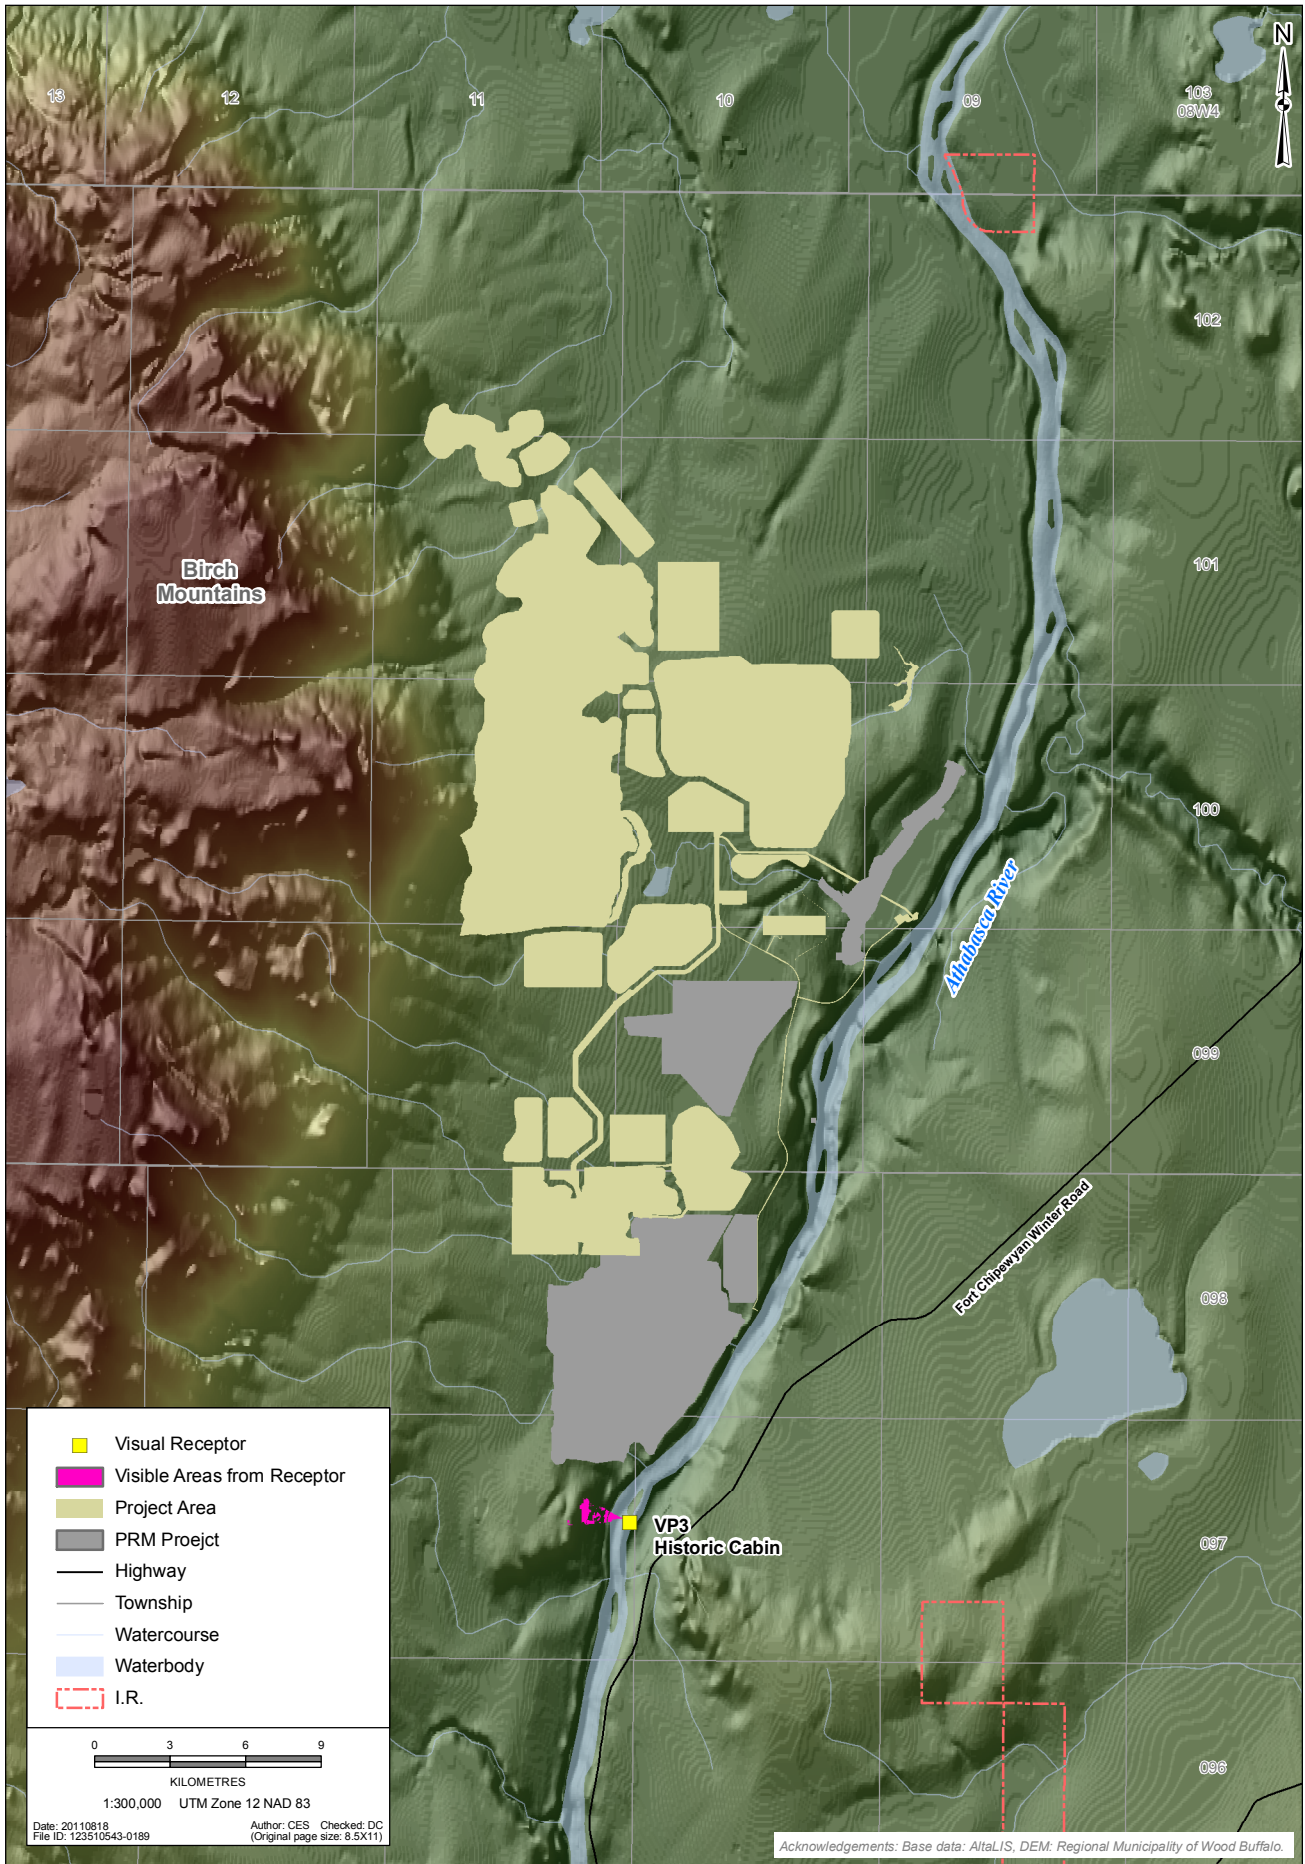 N
13
12
11
10
09
103
08W4
102
Birch
Mountains
101
100
Athabasca River
099
Fort Chipewyan Winter Road
098
VP3
Historic Cabin
097
096
Visual Receptor
Visible Areas from Receptor
Project Area
PRM Proejct
Highway
Township
Watercourse
Waterbody
I.R.
0 3 6 9
KILOMETRES
1:300,000 UTM Zone 12 NAD 83
Date: 20110818 Author: CES Checked: DC
File ID: 123510543-0189 (Original page size: 8.5X11)
Acknowledgements: Base data: AltaLIS, DEM: Regional Municipality of Wood Buffalo.